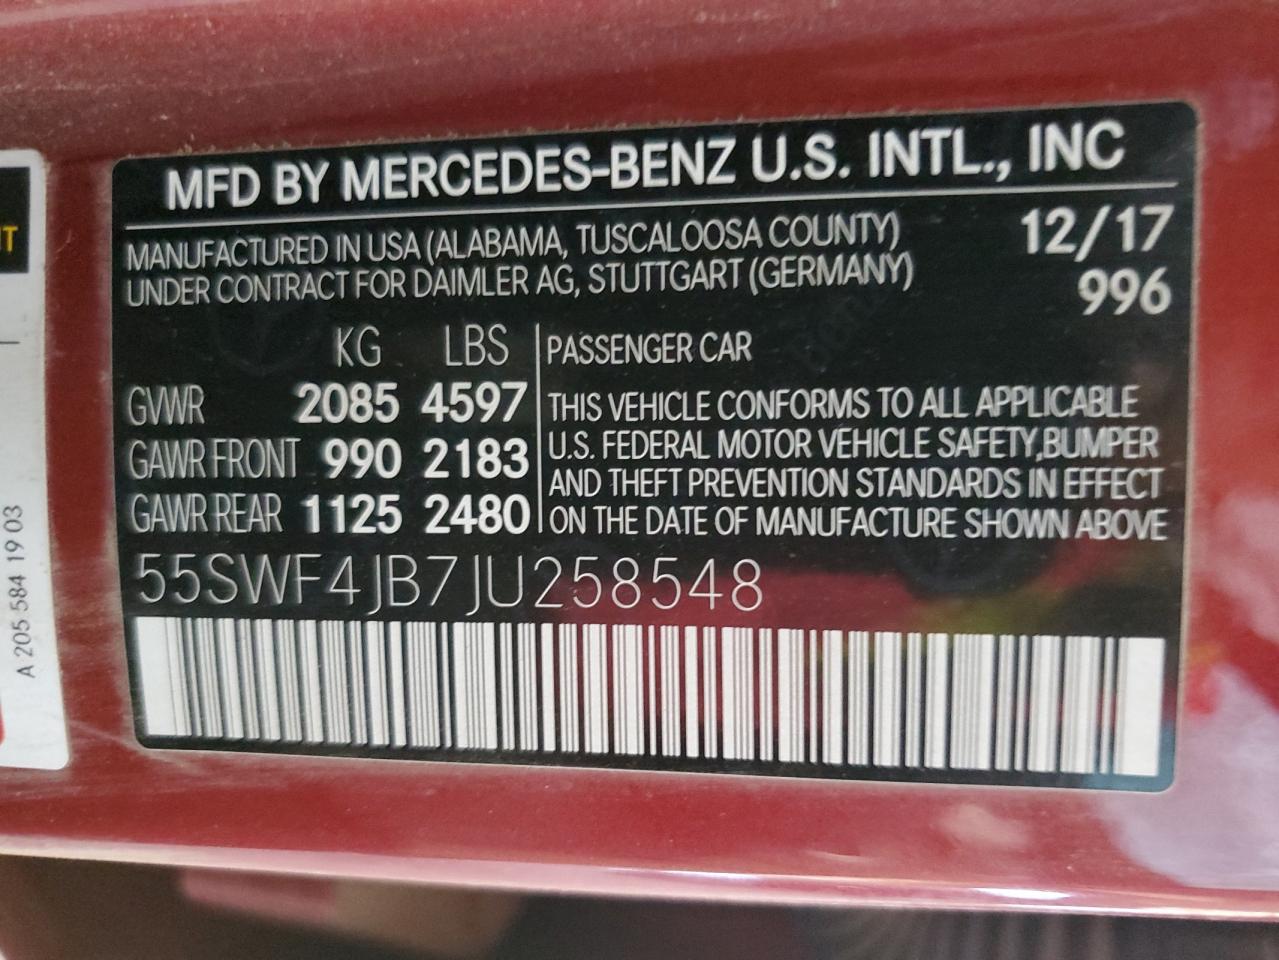 MFD BY MERCEDES-BENZ U.S. INTL., INC
MANUFACTURED IN USA (ALABAMA, TUSCALOOSA COUNTY) 12/17
UNDER CONTRACT FOR DAIMLER AG, STUTTGART (GERMANY) 996
KG LBS PASSENGER CAR
GVWR 2085 4597 THIS VEHICLE CONFORMS TO ALL APPLICABLE
GAWR FRONT 990 2183 U.S. FEDERAL MOTOR VEHICLE SAFETY,BUMPER
AND THEFT PREVENTION STANDARDS IN EFFECT
GAWR REAR 1125 2480 ON THE DATE OF MANUFACTURE SHOWN ABOVE
55SWF4JB7JU258548
A 205 584 19 03